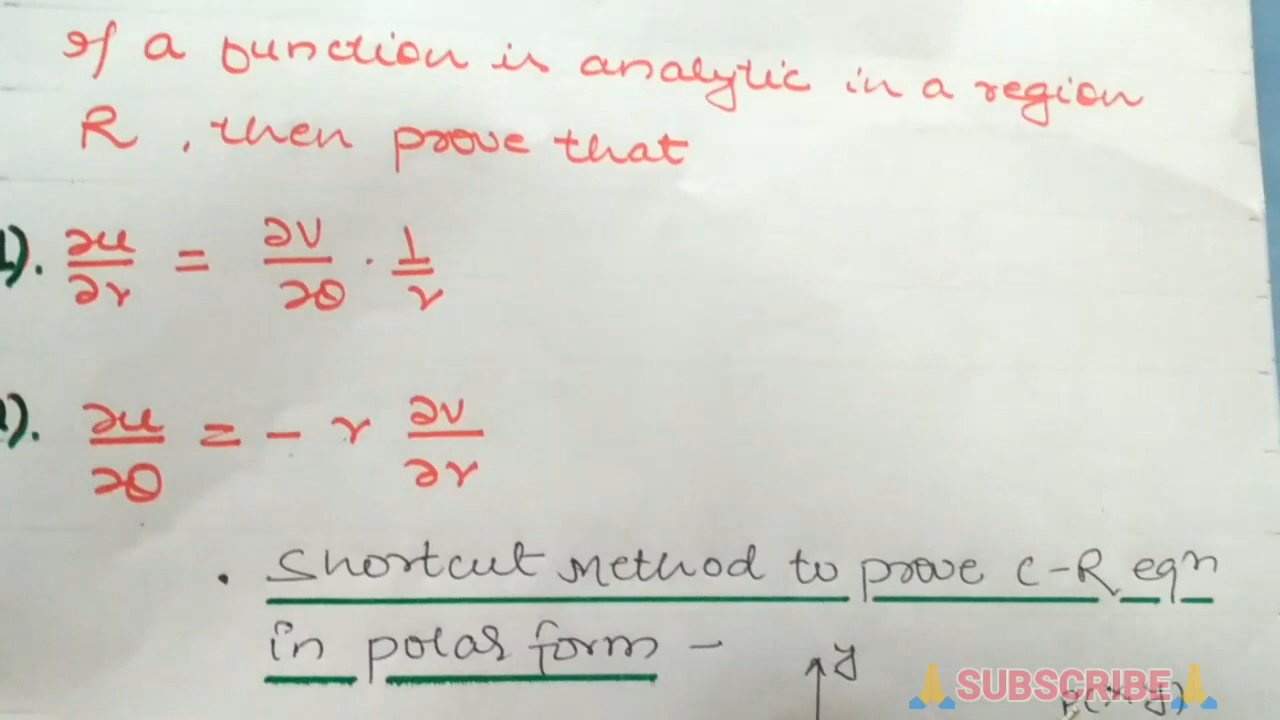 If a function is analytic in a region
R, then prove that
1). ∂u/∂r = ∂v/∂θ · 1/r
). ∂u/∂θ = - r ∂v/∂r
. Shortcut method to prove C-R eqn
in polar form -
y
SUBSCRIBE